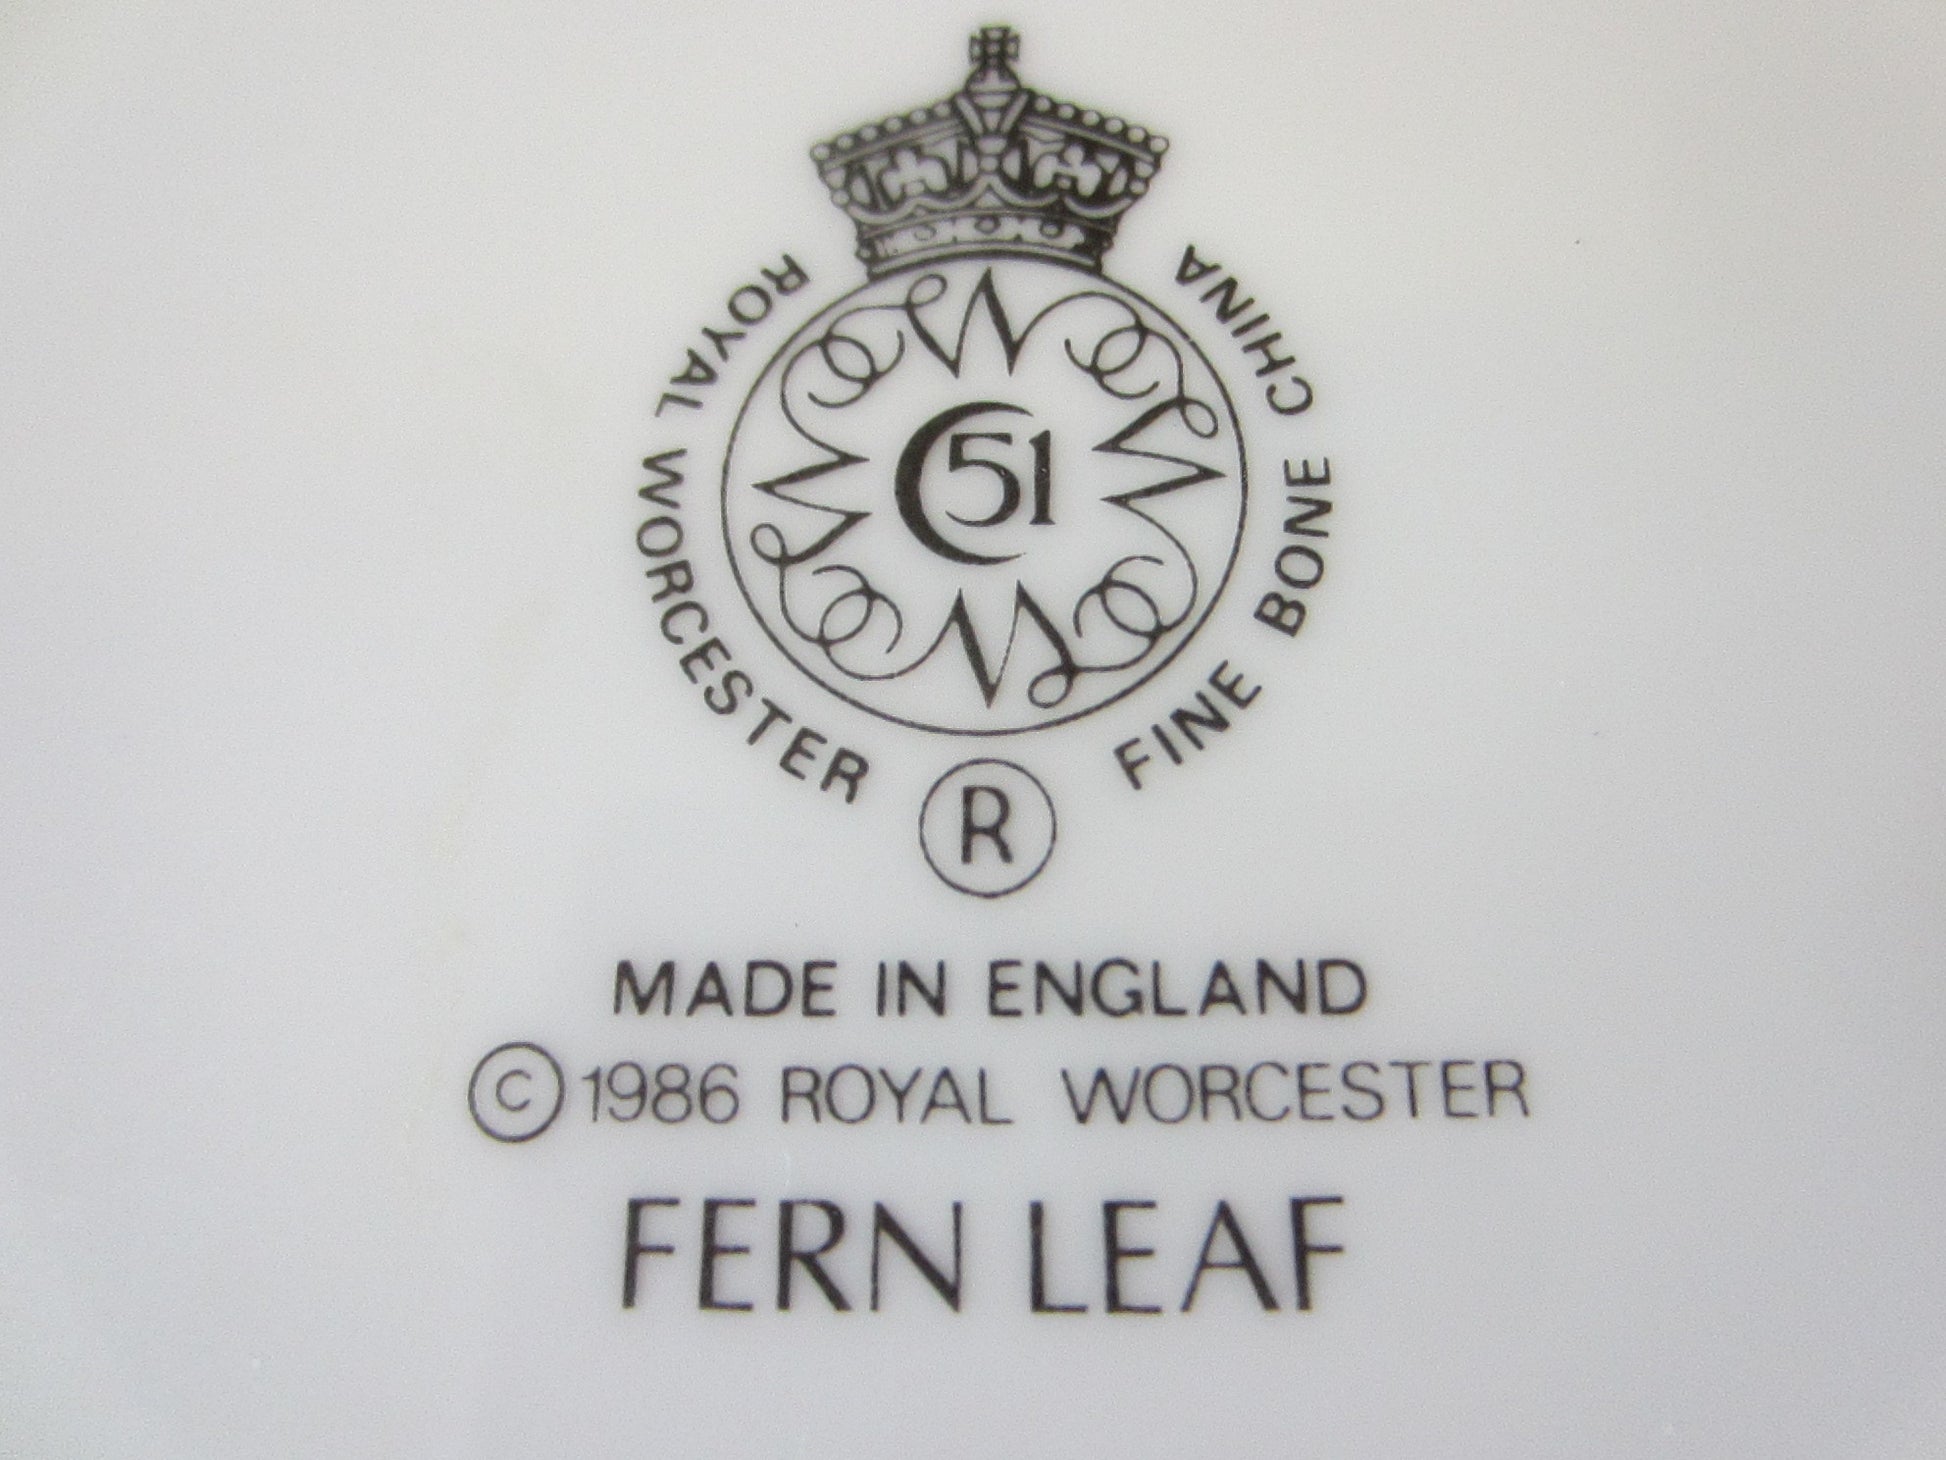 ROYAL WORCESTER
FINE BONE CHINA
W W W W
C 51
®
MADE IN ENGLAND
© 1986 ROYAL WORCESTER
FERN LEAF